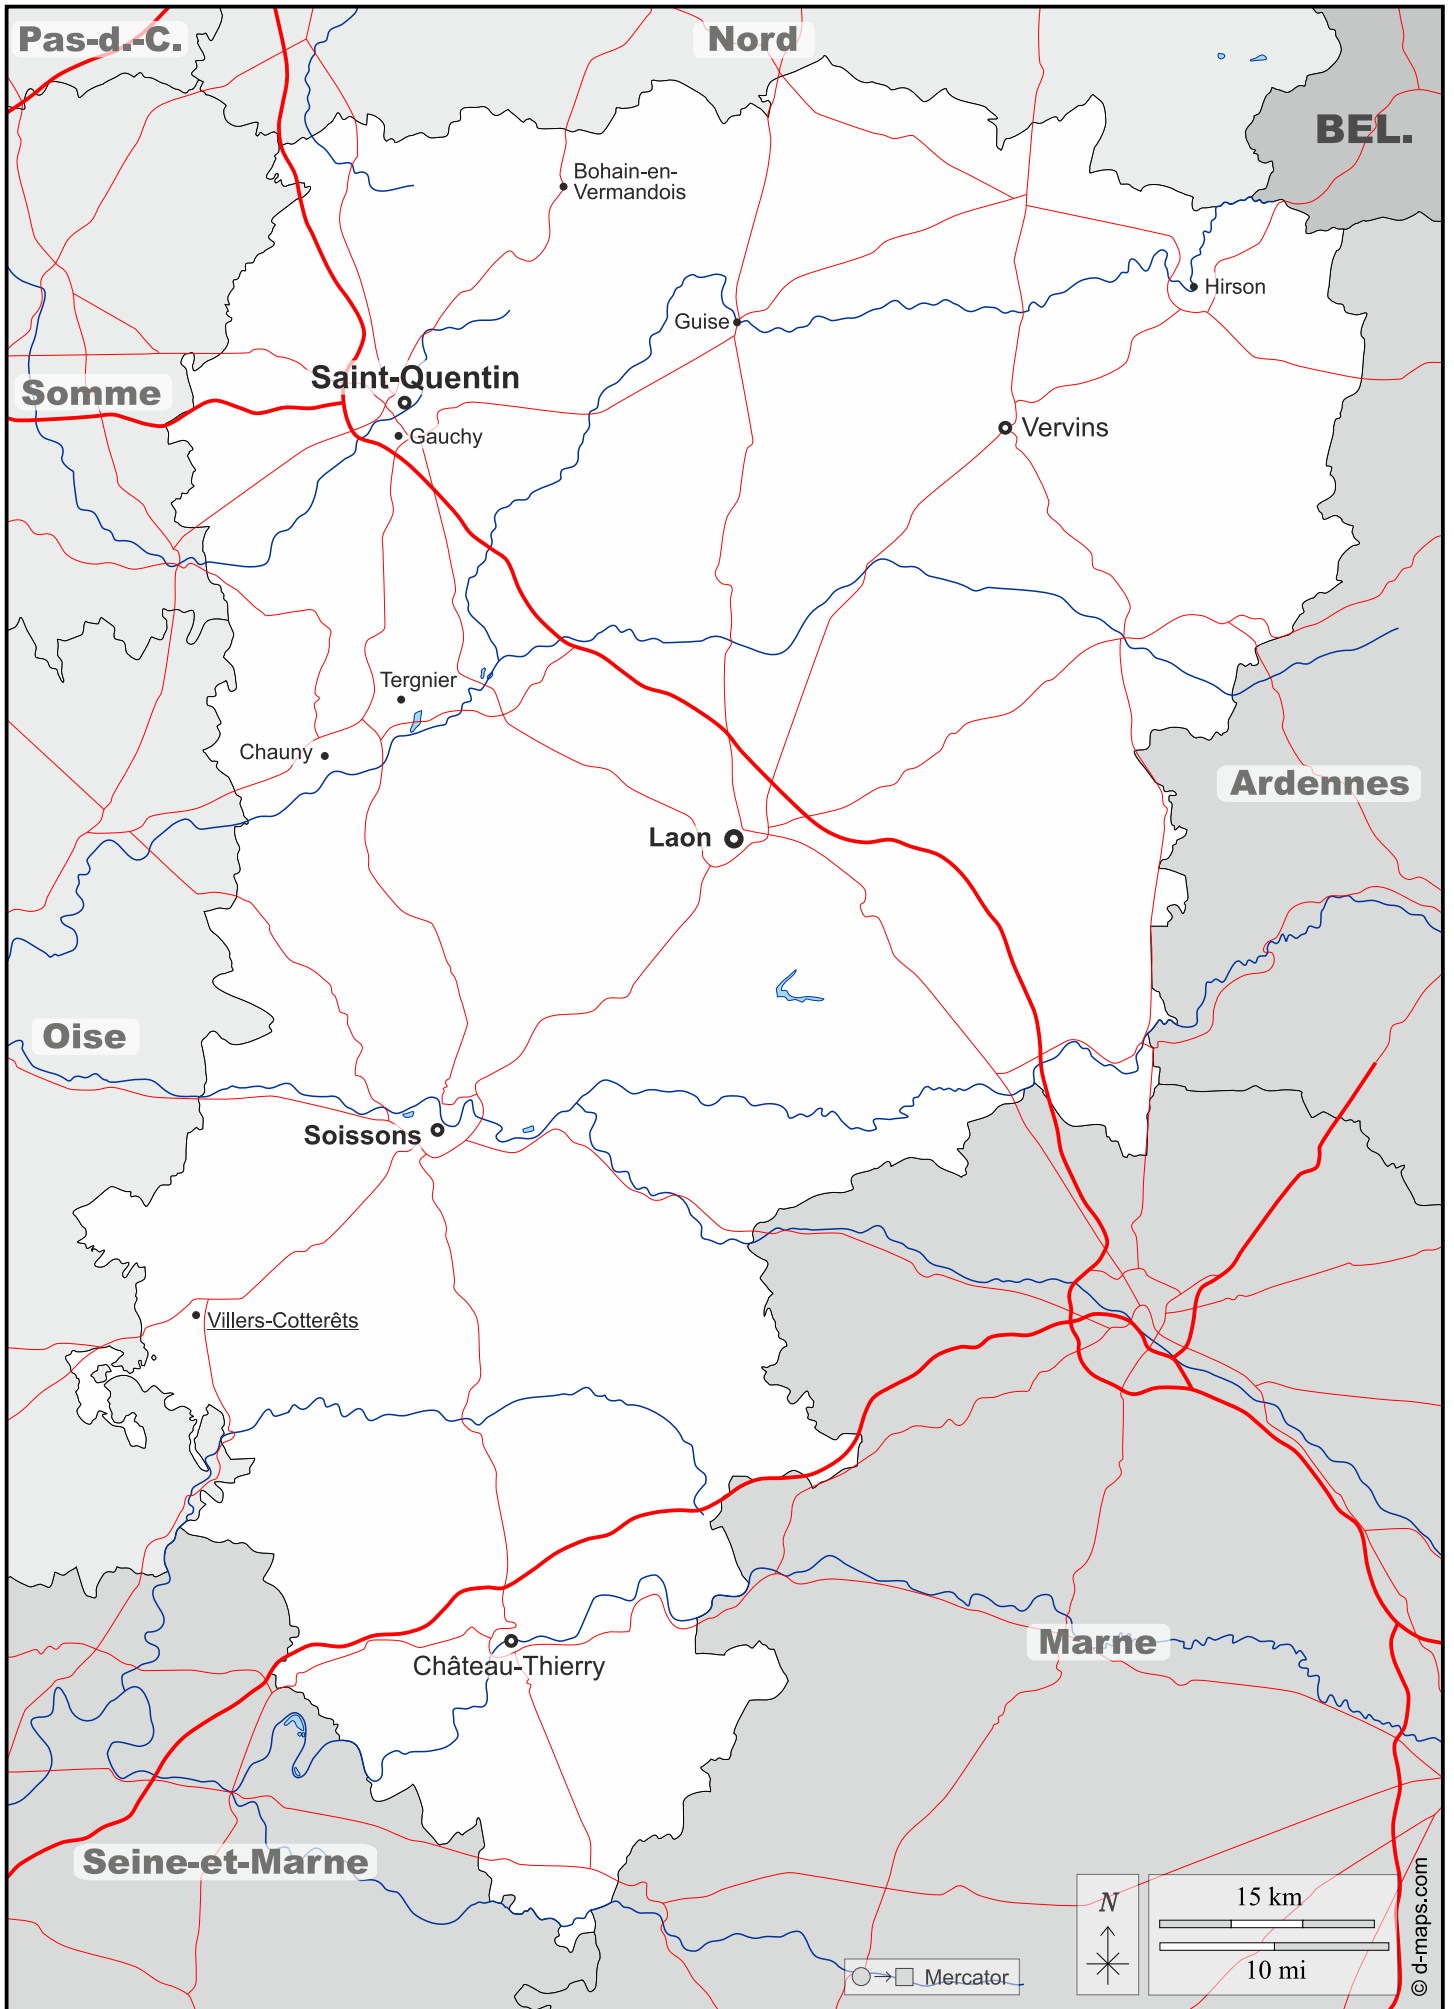 Pas-d.-C.
Nord
BEL.
Bohain-en-
Vermandois
Hirson
Guise
Saint-Quentin
Somme
Gauchy
Vervins
Tergnier
Chauny
Ardennes
Laon
Oise
Soissons
Villers-Cotterêts
Marne
Château-Thierry
Seine-et-Marne
N
15 km
10 mi
Mercator
© d-maps.com